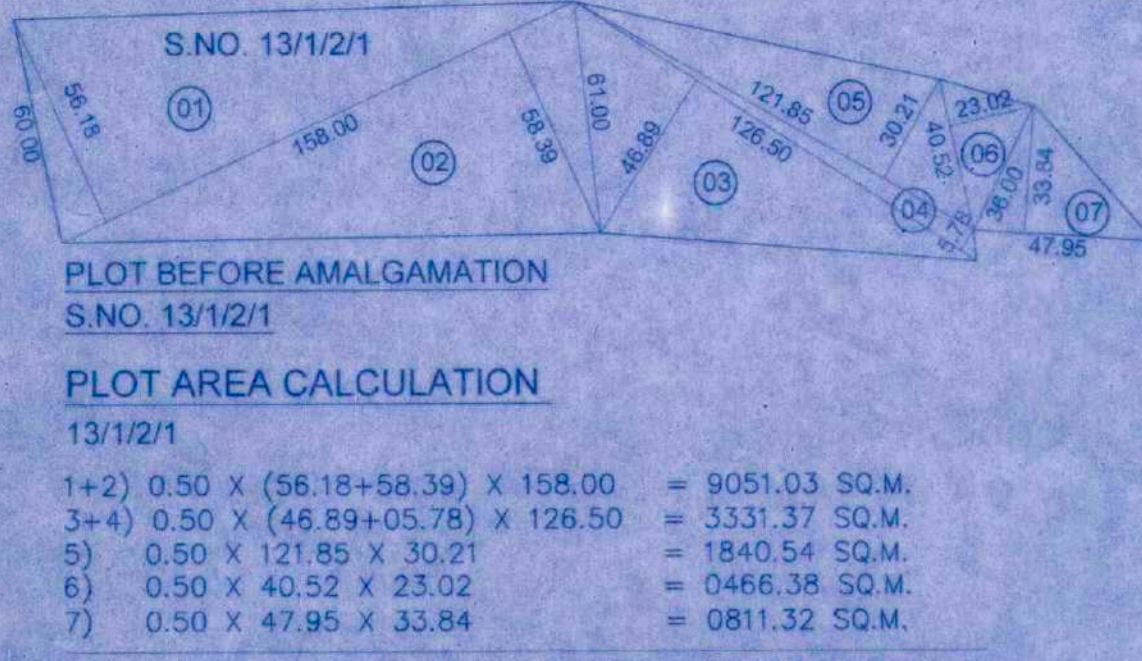 S.NO. 13/1/2/1
01
56.18
60.00
158.00
02
58.39
61.00
46.89
03
121.85
126.50
05
30.21
04
5.78
40.52
23.02
06
36.00
33.84
07
47.95
PLOT BEFORE AMALGAMATION
S.NO. 13/1/2/1
PLOT AREA CALCULATION
13/1/2/1
1+2) 0.50 X (56.18+58.39) X 158.00 = 9051.03 SQ.M.
3+4) 0.50 X (46.89+05.78) X 126.50 = 3331.37 SQ.M.
5) 0.50 X 121.85 X 30.21 = 1840.54 SQ.M.
6) 0.50 X 40.52 X 23.02 = 0466.38 SQ.M.
7) 0.50 X 47.95 X 33.84 = 0811.32 SQ.M.